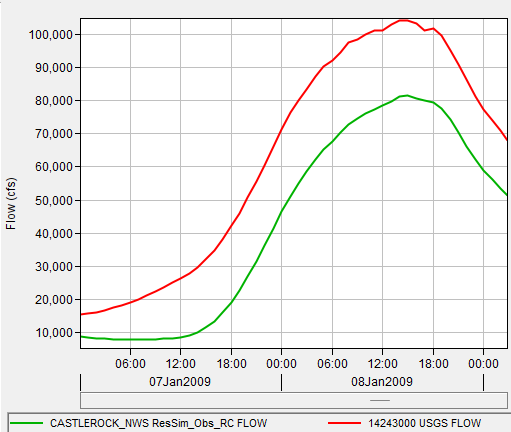 100,000
90,000
80,000
70,000
60,000
50,000
40,000
30,000
20,000
10,000
Flow (cfs)
06:00 12:00 18:00 00:00 06:00 12:00 18:00 00:00
07Jan2009 08Jan2009
CASTLEROCK_NWS ResSim_Obs_RC FLOW 14243000 USGS FLOW